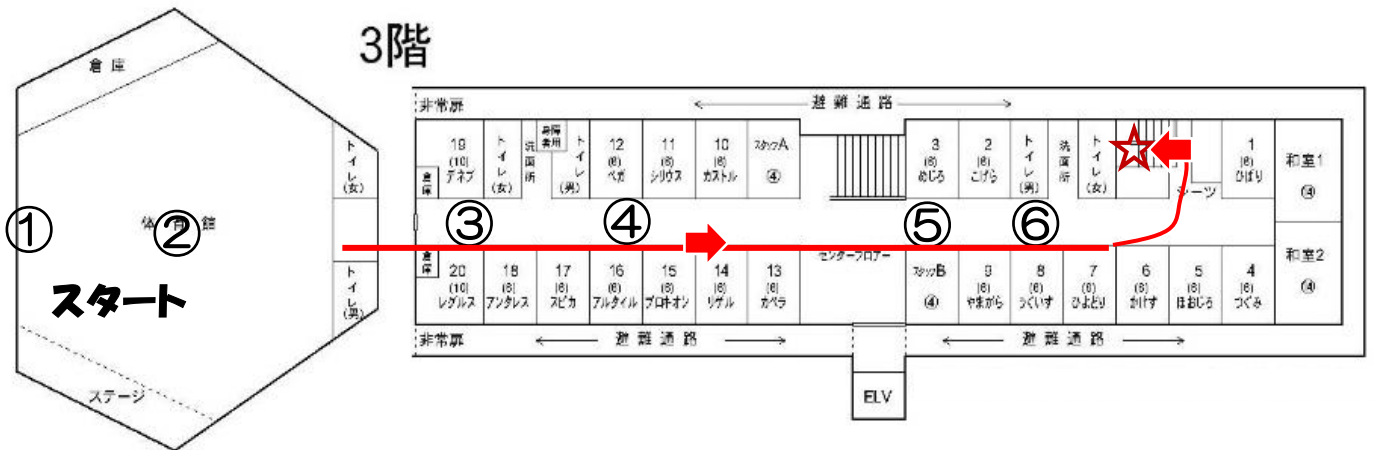 3階
倉庫
①
体育館
②
スタート
ステージ
トイレ(女)
トイレ(男)
非常扉
避難通路
19
(10)
デネブ
倉庫
トイレ(女)
洗面所
身障者用
トイレ(男)
12
(6)
ベガ
11
(6)
シリウス
10
(6)
カストル
スタッフA
④
3
(6)
めじろ
2
(6)
こげら
トイレ(男)
洗面所
トイレ(女)
シーツ
1
(6)
ひばり
和室1
⑭
③
④
⑤
⑥
センターフロアー
倉庫
20
(10)
レグルス
18
(6)
アンタレス
17
(6)
スピカ
16
(6)
アルタイル
15
(6)
プロキオン
14
(6)
リゲル
13
(6)
カペラ
スタッフB
④
9
(6)
やまがら
8
(6)
うぐいす
7
(6)
ひよどり
6
(6)
かけす
5
(6)
ほおじろ
4
(6)
つぐみ
和室2
⑭
非常扉
避難通路
避難通路
ELV